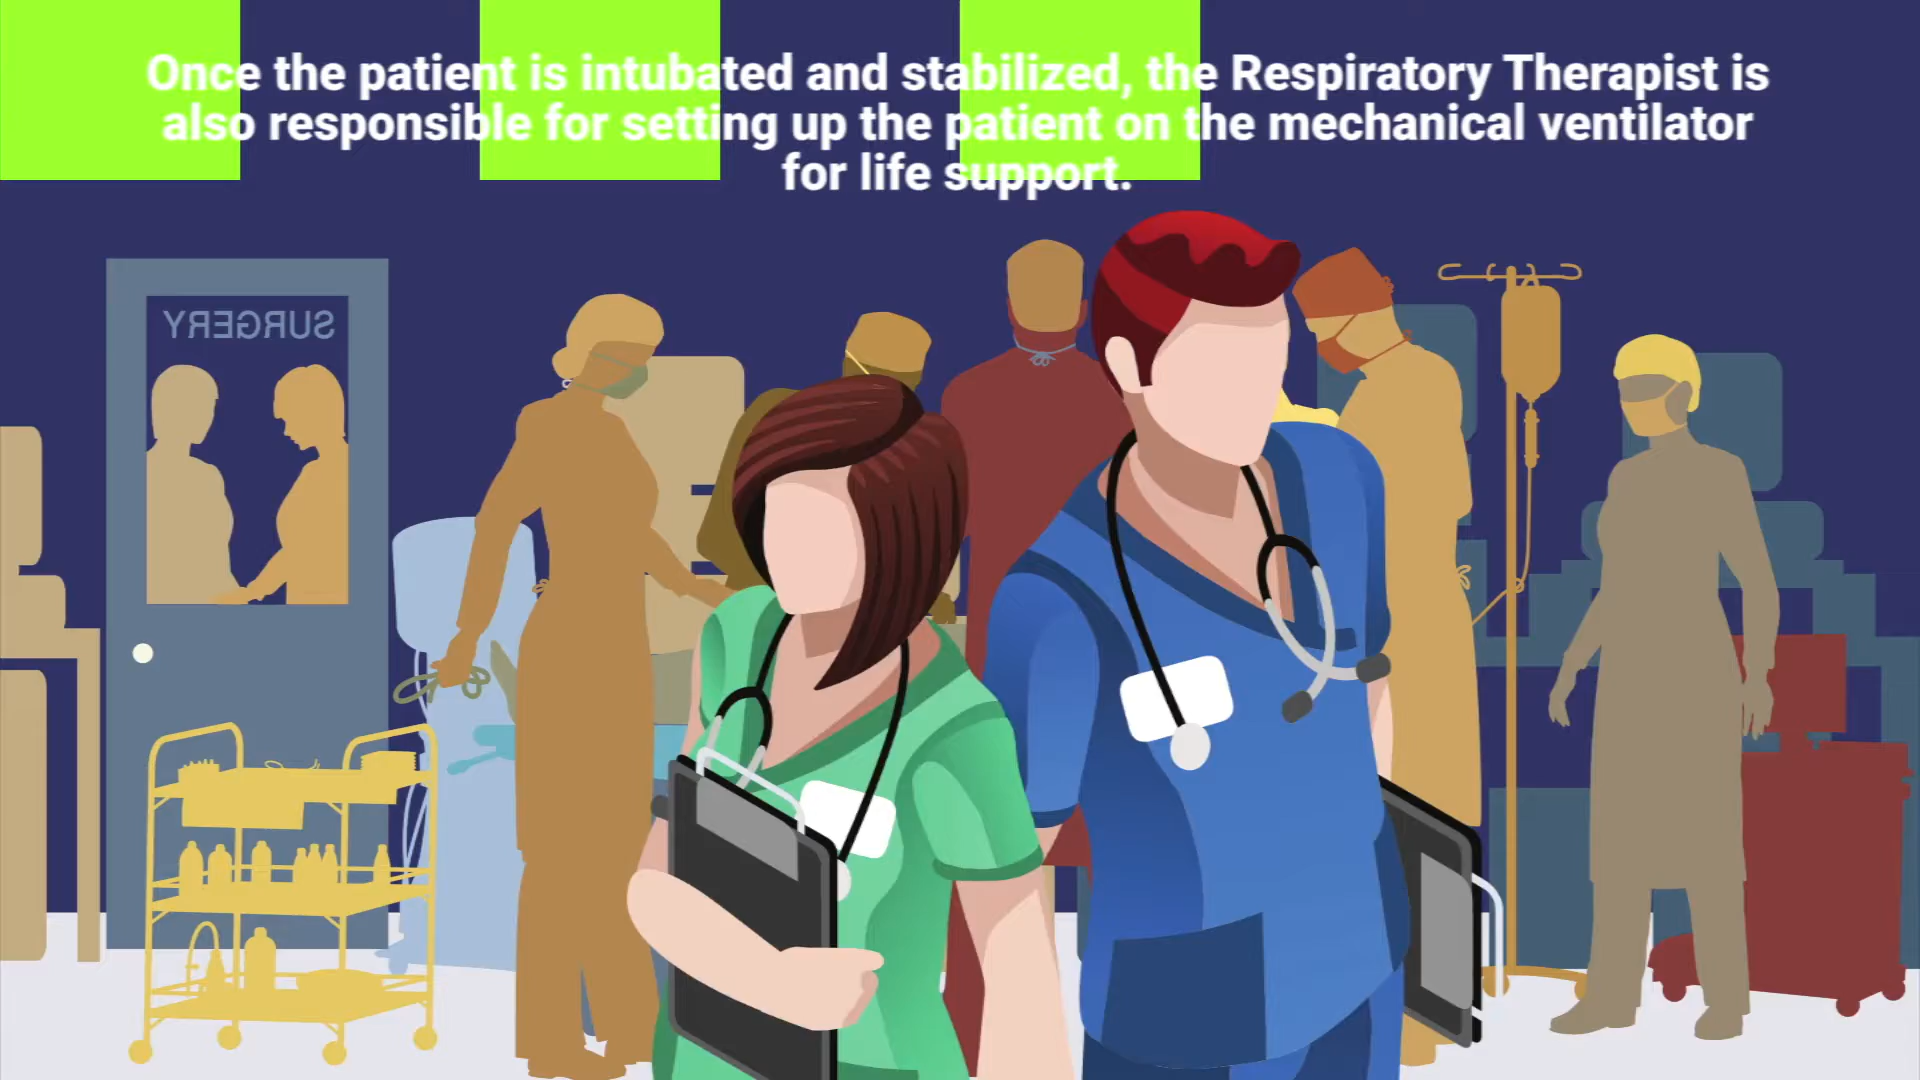 Once the patient is intubated and stabilized, the Respiratory Therapist is
also responsible for setting up the patient on the mechanical ventilator
for life support.
SURGERY